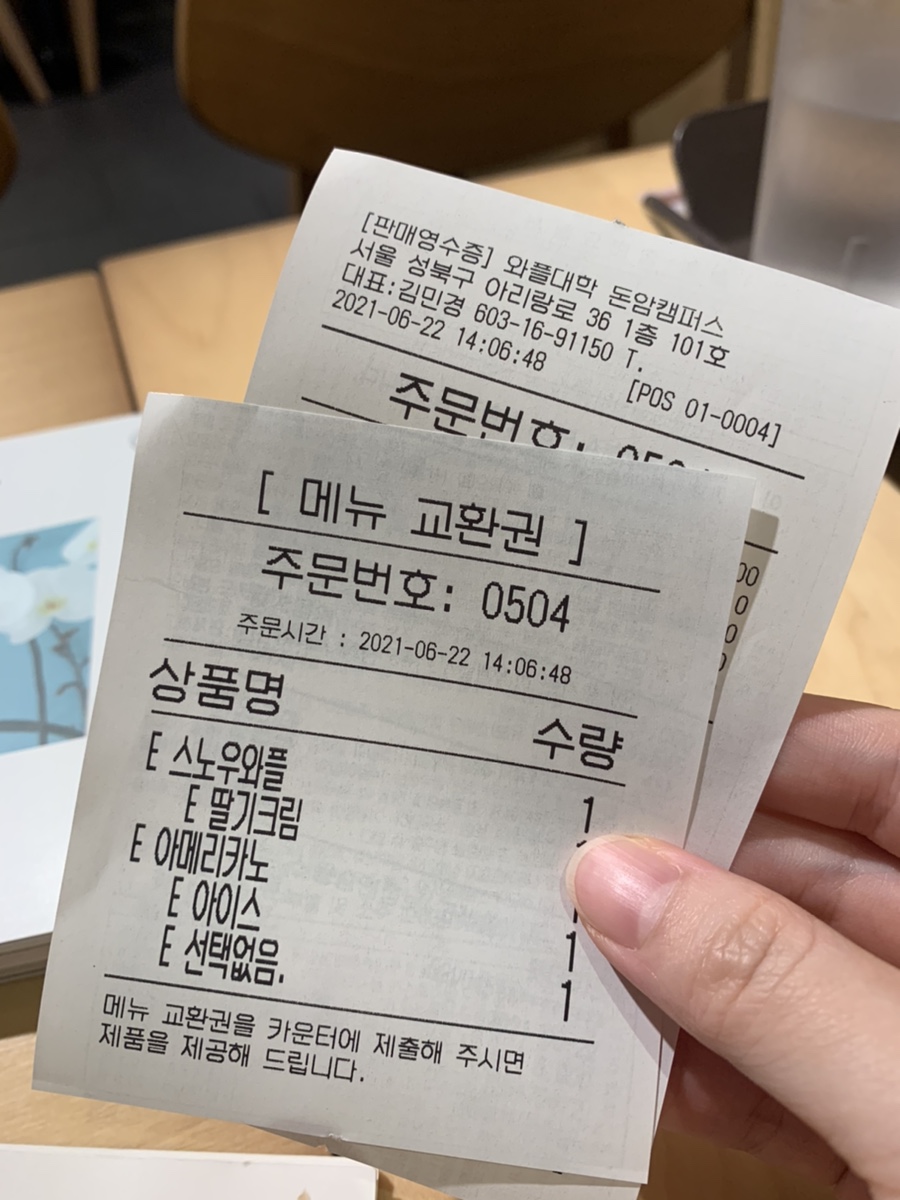 [판매영수증] 와플대학 돈암캠퍼스
서울 성북구 아리랑로 36 1층 101호
대표:김민경 603-16-91150 T.
2021-06-22 14:06:48
[POS 01-0004]
주문번호:
[ 메뉴 교환권 ]
주문번호: 0504
주문시간 : 2021-06-22 14:06:48
상품명 수량
E 스노우와플 1
E 딸기크림
E 아메리카노
E 아이스 1
E 선택없음. 1
메뉴 교환권을 카운터에 제출해 주시면
제품을 제공해 드립니다.